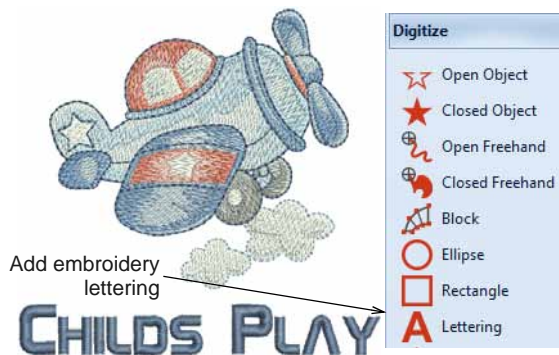 Add embroidery
lettering
CHILDS PLAY
Digitize
Open Object
Closed Object
Open Freehand
Closed Freehand
Block
Ellipse
Rectangle
A Lettering